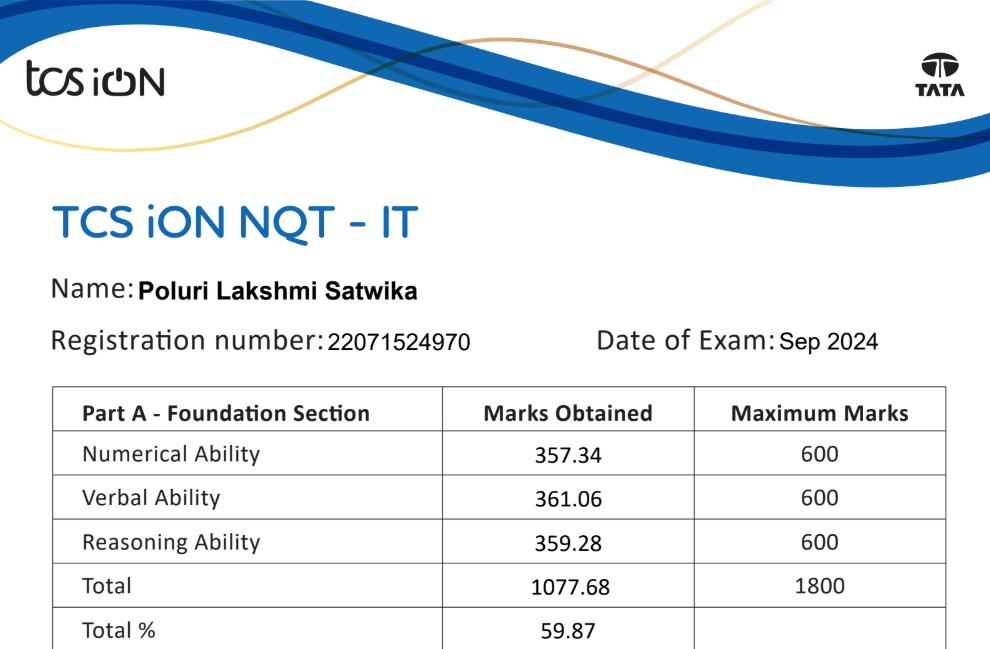 tcs iON
TATA
TCS iON NQT - IT
Name: Poluri Lakshmi Satwika
Registration number: 22071524970 Date of Exam: Sep 2024
Part A - Foundation Section Marks Obtained Maximum Marks
Numerical Ability 357.34 600
Verbal Ability 361.06 600
Reasoning Ability 359.28 600
Total 1077.68 1800
Total % 59.87